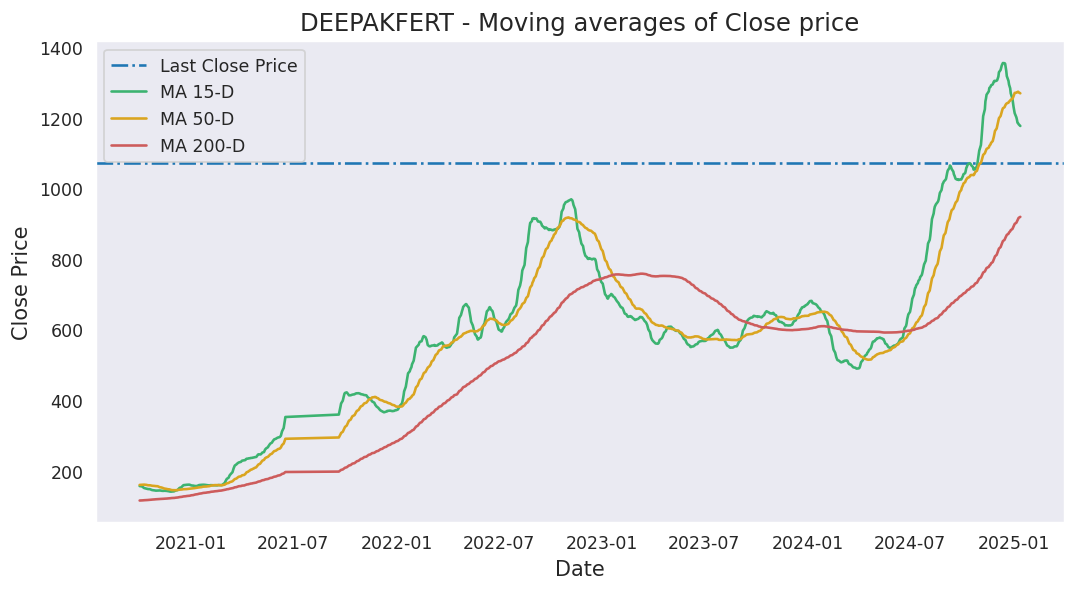 DEEPAKFERT - Moving averages of Close price
Last Close Price
MA 15-D
MA 50-D
MA 200-D
Close Price
1400
1200
1000
800
600
400
200
2021-01
2021-07
2022-01
2022-07
2023-01
2023-07
2024-01
2024-07
2025-01
Date